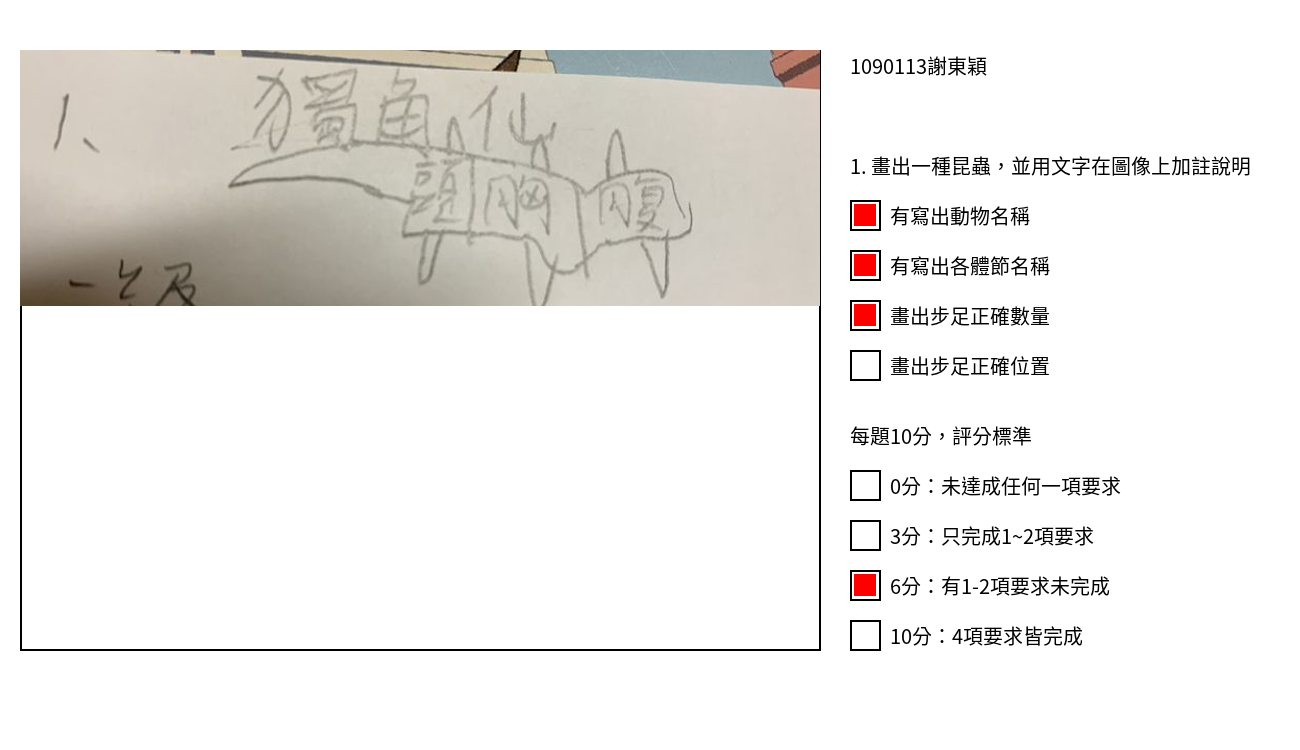 1、
獨角仙
頭 胸 腹
1090113謝東穎
1. 畫出一種昆蟲，並用文字在圖像上加註說明
有寫出動物名稱
有寫出各體節名稱
畫出步足正確數量
畫出步足正確位置
每題10分，評分標準
0分：未達成任何一項要求
3分：只完成1~2項要求
6分：有1-2項要求未完成
10分：4項要求皆完成